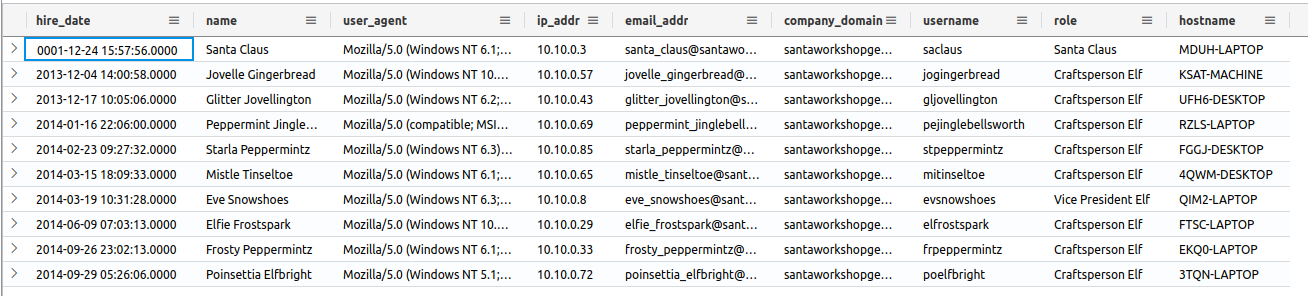 hire_date name user_agent ip_addr email_addr company_domain username role hostname
0001-12-24 15:57:56.0000 Santa Claus Mozilla/5.0 (Windows NT 6.1;... 10.10.0.3 santa_claus@santawo... santaworkshopge... saclaus Santa Claus MDUH-LAPTOP
2013-12-04 14:00:58.0000 Jovelle Gingerbread Mozilla/5.0 (Windows NT 10.... 10.10.0.57 jovelle_gingerbread@... santaworkshopge... jogingerbread Craftsperson Elf KSAT-MACHINE
2013-12-17 10:05:06.0000 Glitter Jovellington Mozilla/5.0 (Windows NT 6.2;... 10.10.0.43 glitter_jovellington@s... santaworkshopge... gljovellington Craftsperson Elf UFH6-DESKTOP
2014-01-16 22:06:00.0000 Peppermint Jingle... Mozilla/5.0 (compatible; MSI... 10.10.0.69 peppermint_jinglebell... santaworkshopge... pejinglebellsworth Craftsperson Elf RZLS-LAPTOP
2014-02-23 09:27:32.0000 Starla Peppermintz Mozilla/5.0 (Windows NT 6.3)... 10.10.0.85 starla_peppermintz@... santaworkshopge... stpeppermintz Craftsperson Elf FGGJ-DESKTOP
2014-03-15 18:09:33.0000 Mistle Tinseltoe Mozilla/5.0 (Windows NT 6.1;... 10.10.0.65 mistle_tinseltoe@sant... santaworkshopge... mitinseltoe Craftsperson Elf 4QWM-DESKTOP
2014-03-19 10:31:28.0000 Eve Snowshoes Mozilla/5.0 (Windows NT 6.3;... 10.10.0.8 eve_snowshoes@sant... santaworkshopge... evsnowshoes Vice President Elf QIM2-LAPTOP
2014-06-09 07:03:13.0000 Elfie Frostspark Mozilla/5.0 (Windows NT 10.... 10.10.0.29 elfie_frostspark@sant... santaworkshopge... elfrostspark Craftsperson Elf FTSC-LAPTOP
2014-09-26 23:02:13.0000 Frosty Peppermintz Mozilla/5.0 (Windows NT 6.1;... 10.10.0.33 frosty_peppermintz@... santaworkshopge... frpeppermintz Craftsperson Elf EKQ0-LAPTOP
2014-09-29 05:26:06.0000 Poinsettia Elfbright Mozilla/5.0 (Windows NT 5.1;... 10.10.0.72 poinsettia_elfbright@... santaworkshopge... poelfbright Craftsperson Elf 3TQN-LAPTOP